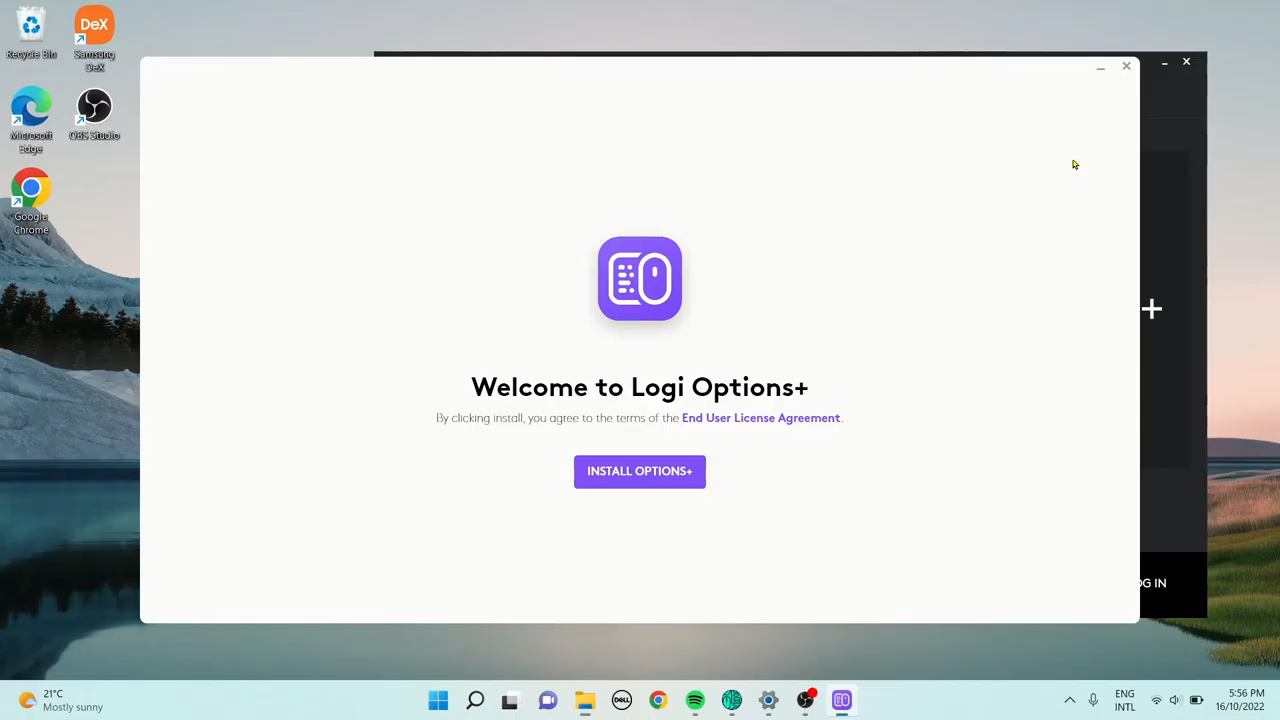 DeX
Recycle Bin
Samsung
DeX
Microsoft
Edge
OBS Studio
Google
Chrome
Welcome to Logi Options+
By clicking install, you agree to the terms of the End User License Agreement.
INSTALL OPTIONS+
OG IN
21°C
Mostly sunny
DELL
ENG
INTL
5:56 PM
16/10/2022